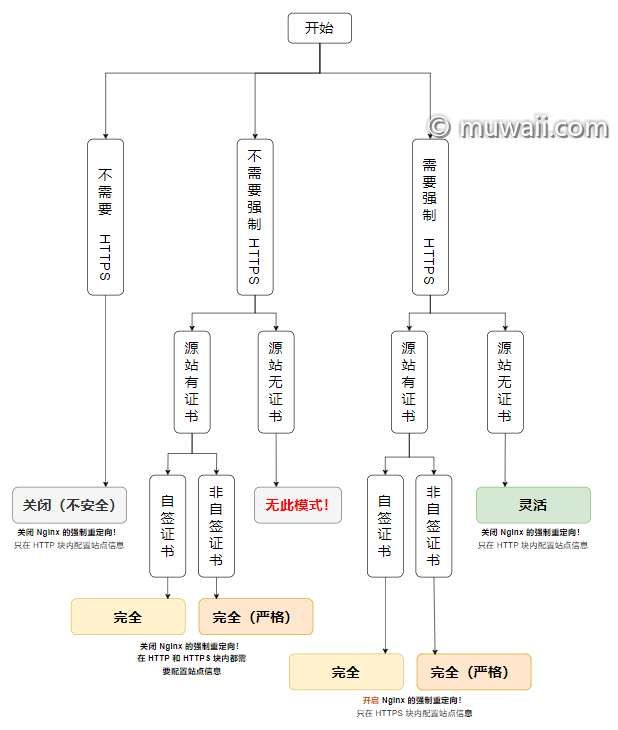 开始
© muwaii.com
不需要 HTTPS
不需要强制 HTTPS
需要强制 HTTPS
源站有证书
源站无证书
源站有证书
源站无证书
关闭（不安全）
关闭 Nginx 的强制重定向！
只在 HTTP 块内配置站点信息
自签证书
非自签证书
无此模式！
自签证书
非自签证书
灵活
关闭 Nginx 的强制重定向！
只在 HTTP 块内配置站点信息
完全
完全（严格）
关闭 Nginx 的强制重定向！
在 HTTP 和 HTTPS 块内都需
要配置站点信息
完全
完全（严格）
开启 Nginx 的强制重定向！
只在 HTTPS 块内配置站点信息